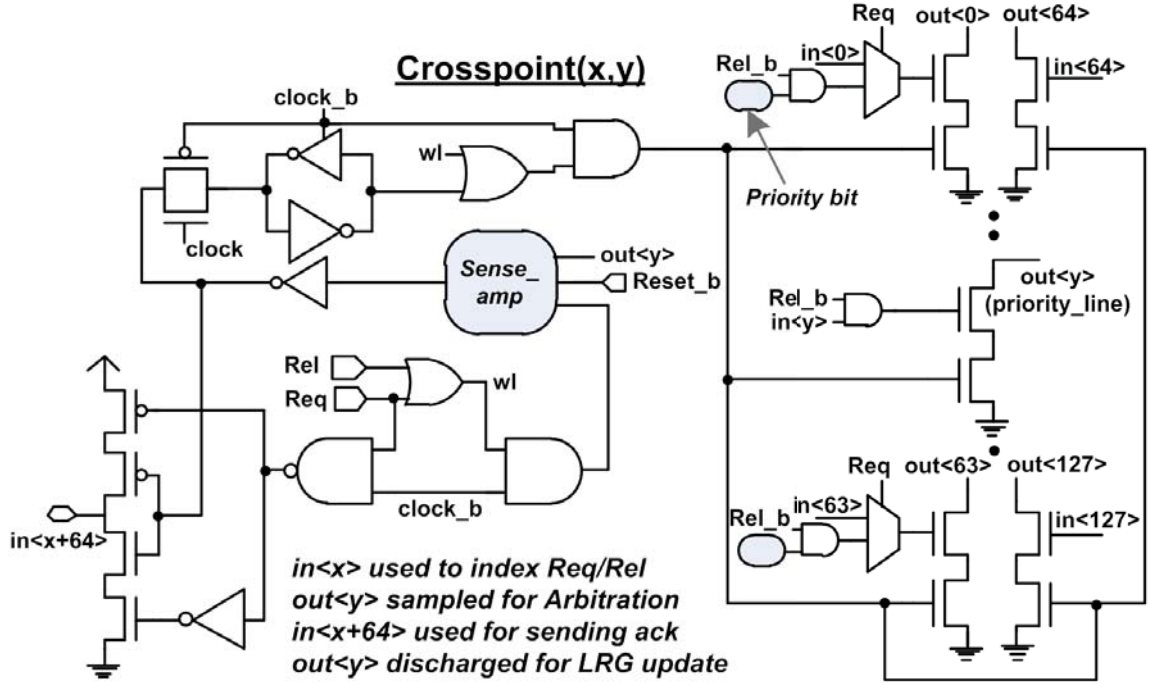 Crosspoint(x,y)
clock_b
wl
clock
Sense_
amp
out<y>
Reset_b
Rel
Req
wl
clock_b
in<x+64>
in<x> used to index Req/Rel
out<y> sampled for Arbitration
in<x+64> used for sending ack
out<y> discharged for LRG update
Req
out<0>
out<64>
in<0>
Rel_b
in<64>
Priority bit
out<y>
(priority_line)
Rel_b
in<y>
Req
out<63>
out<127>
in<63>
Rel_b
in<127>